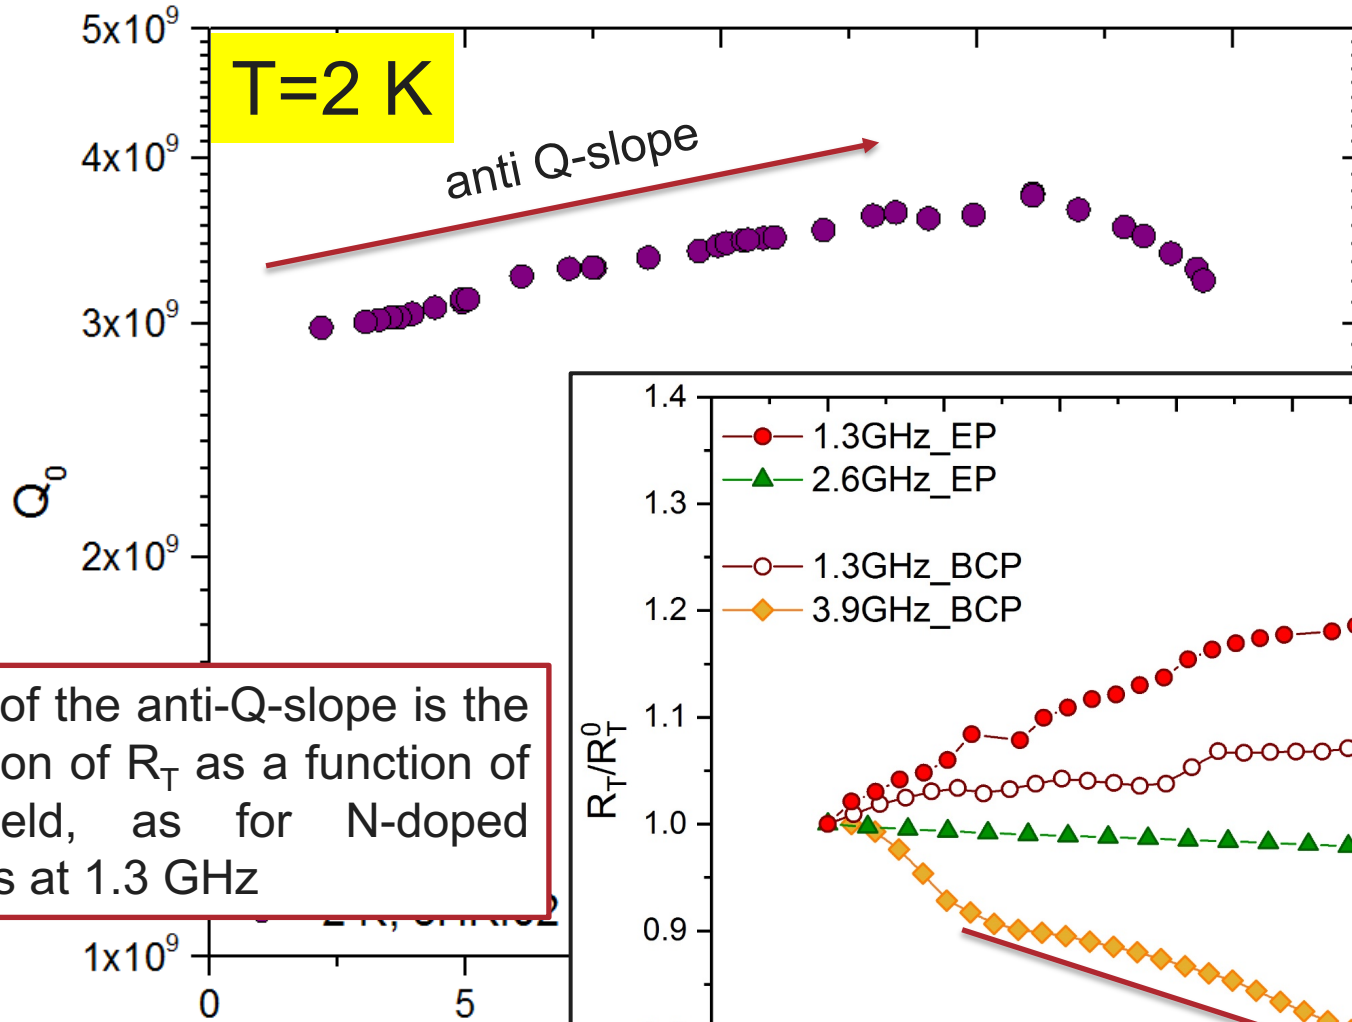 5x10⁹
T=2 K
4x10⁹
anti Q-slope
3x10⁹
Q₀
2x10⁹
1x10⁹
0
5
of the anti-Q-slope is the
on of R_T as a function of
eld, as for N-doped
s at 1.3 GHz
2 K,
1.4
1.3
1.2
1.1
1.0
0.9
R_T/R_T⁰
1.3GHz_EP
2.6GHz_EP
1.3GHz_BCP
3.9GHz_BCP